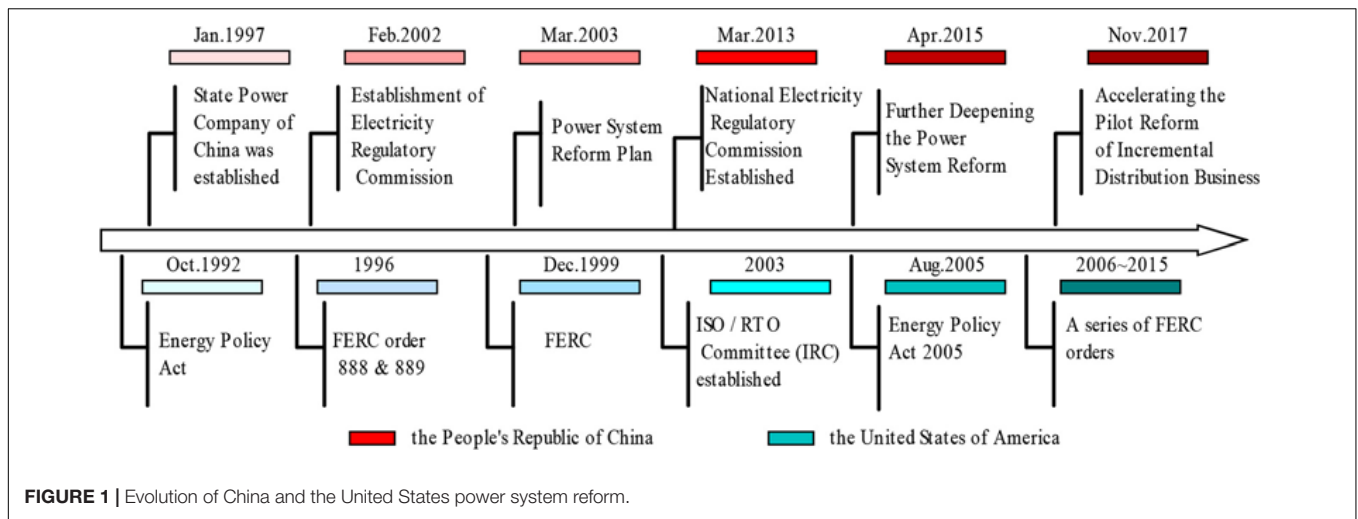 Jan.1997
Feb.2002
Mar.2003
Mar.2013
Apr.2015
Nov.2017
State Power
Company of
China was
established
Establishment of
Electricity
Regulatory
Commission
Power System
Reform Plan
National Electricity
Regulatory
Commission
Established
Further Deepening
the Power
System Reform
Accelerating the
Pilot Reform
of Incremental
Distribution Business
Oct.1992
1996
Dec.1999
2003
Aug.2005
2006~2015
Energy Policy
Act
FERC order
888 & 889
FERC
ISO / RTO
Committee (IRC)
established
Energy Policy
Act 2005
A series of FERC
orders
the People's Republic of China
the United States of America
FIGURE 1 | Evolution of China and the United States power system reform.